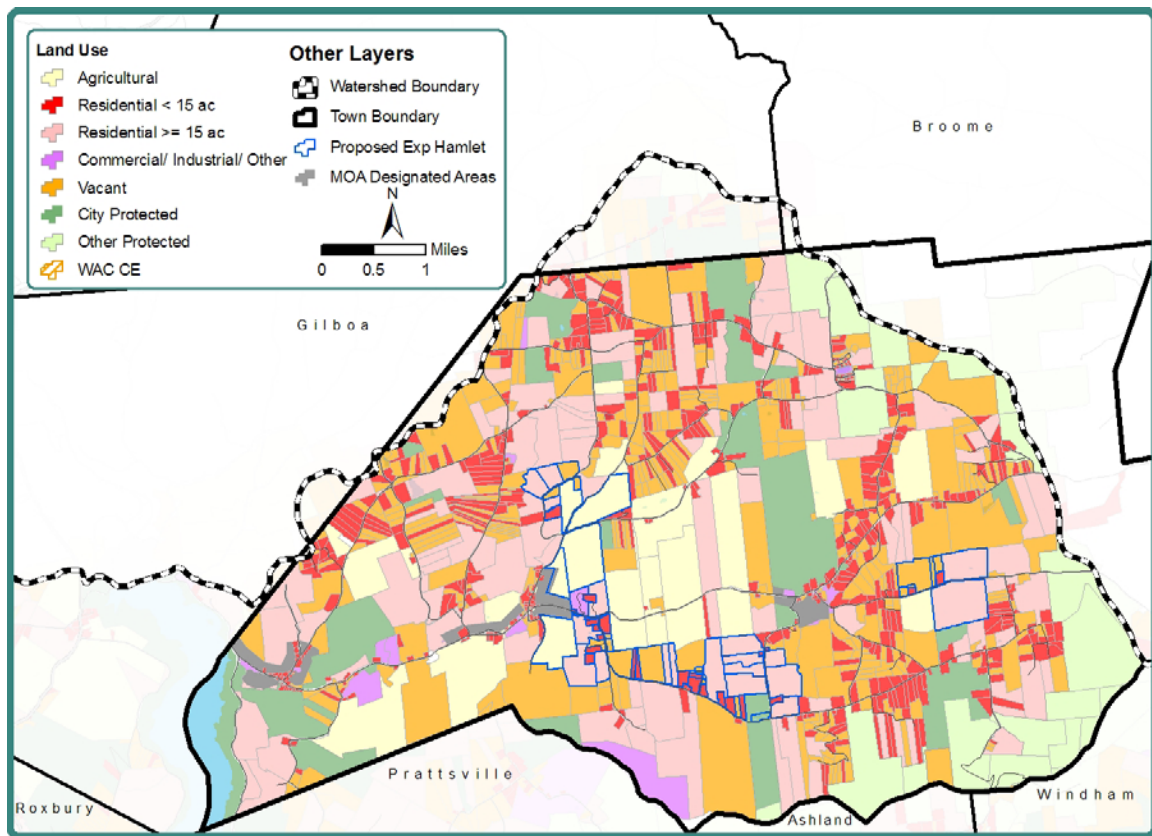 Land Use
Agricultural
Residential < 15 ac
Residential >= 15 ac
Commercial/ Industrial/ Other
Vacant
City Protected
Other Protected
WAC CE
Other Layers
Watershed Boundary
Town Boundary
Proposed Exp Hamlet
MOA Designated Areas
N
Miles
0 0.5 1
Broome
Gilboa
Prattsville
Roxbury
Windham
Ashland